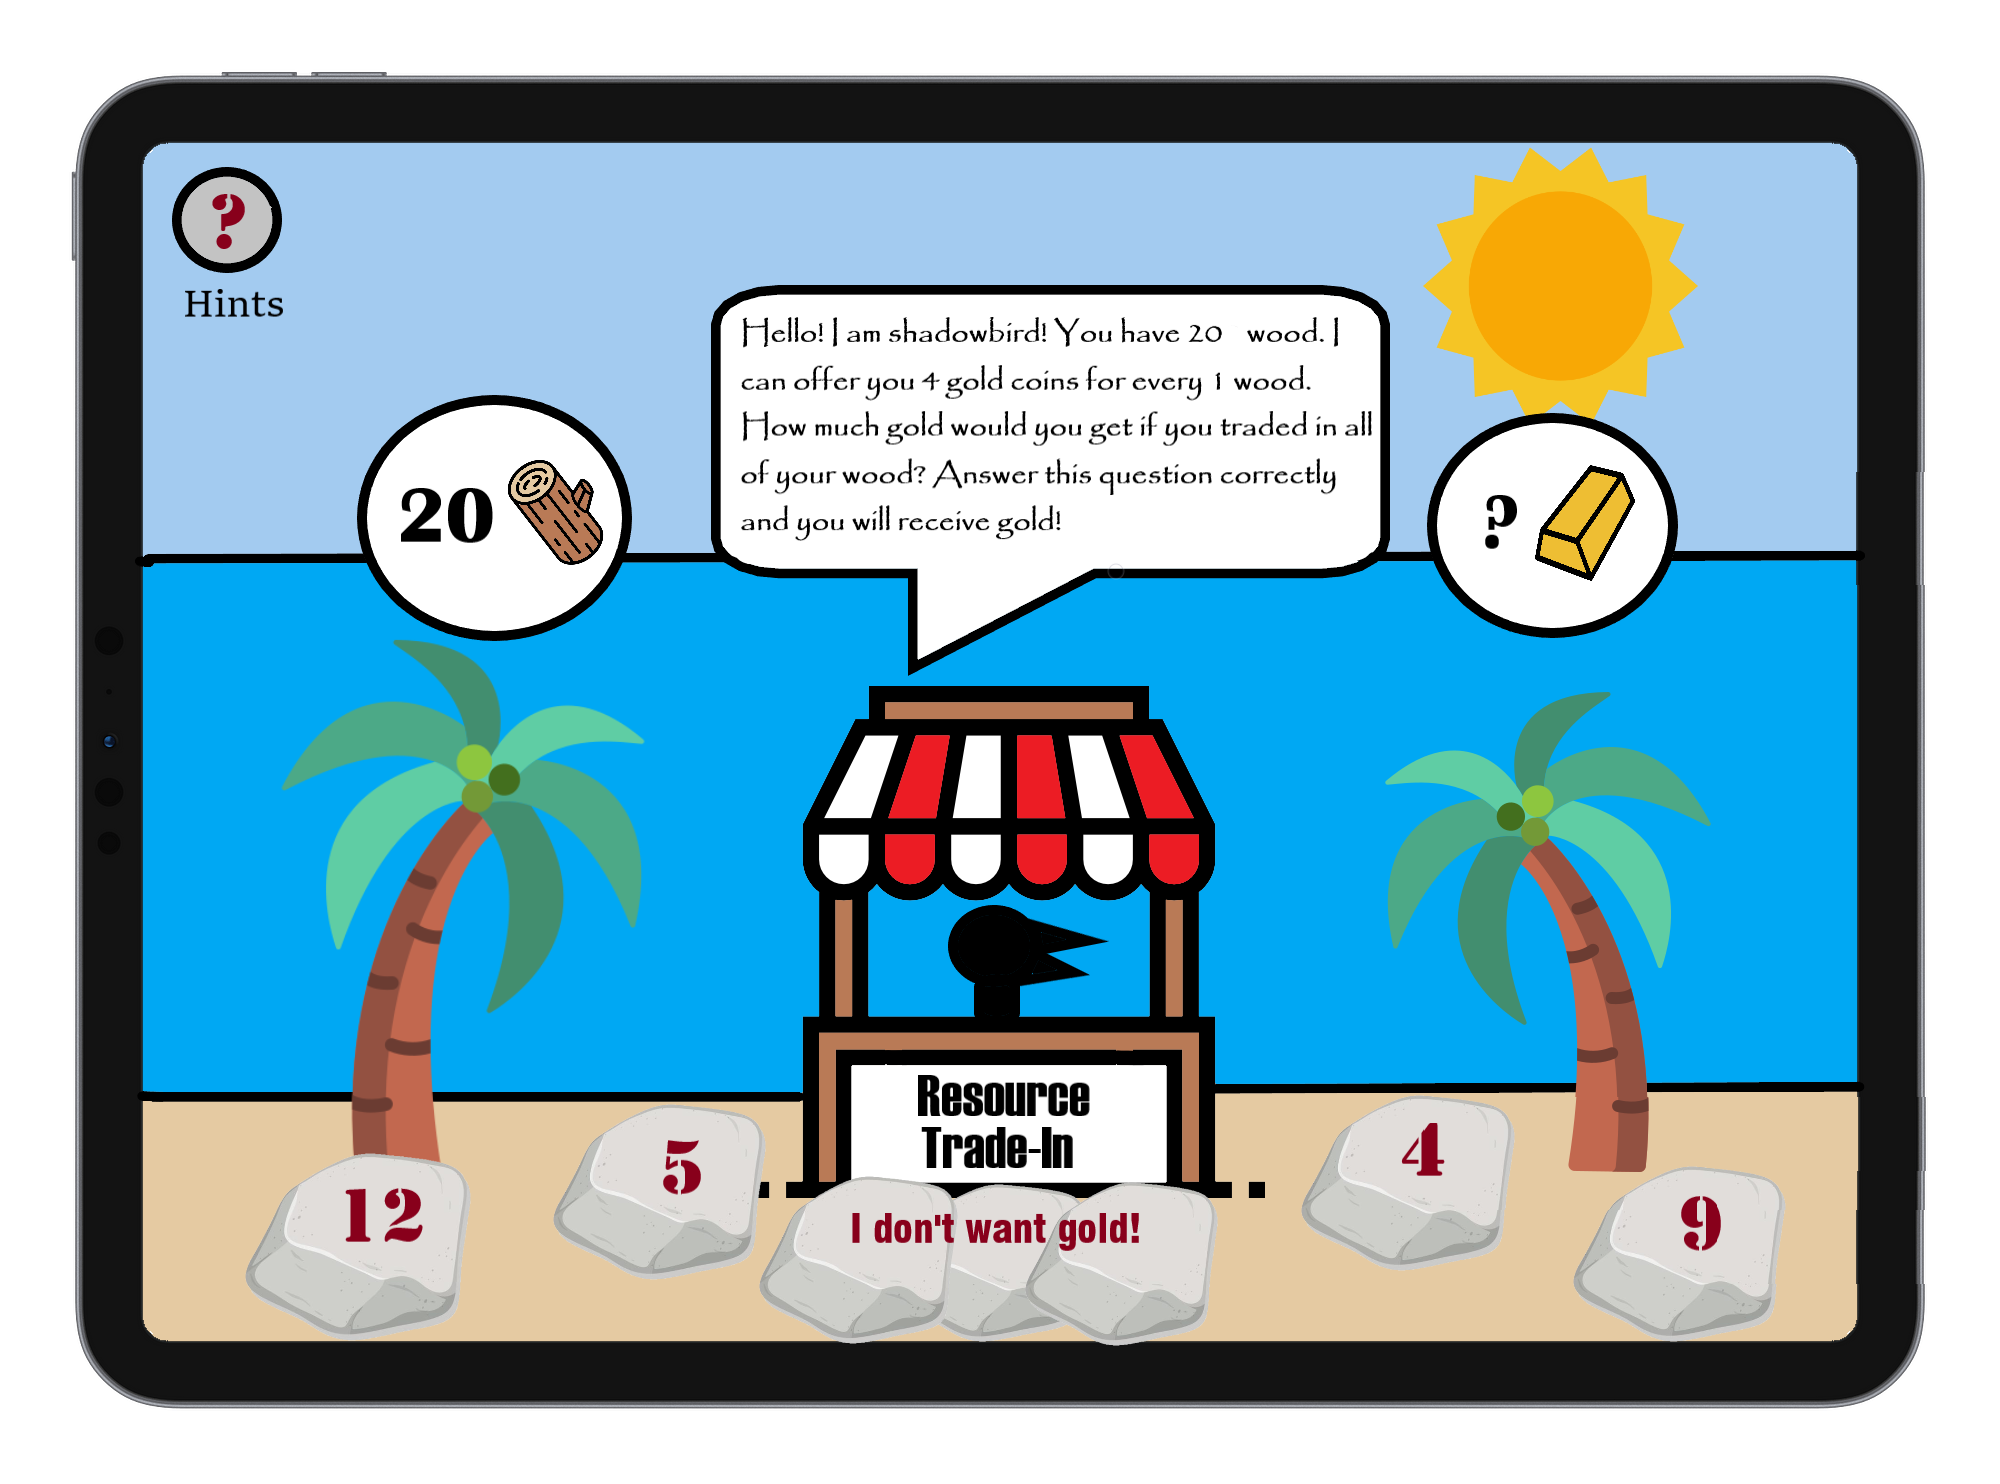 ?
Hints
Hello! I am shadowbird! You have 20 wood. I
can offer you 4 gold coins for every 1 wood.
How much gold would you get if you traded in all
of your wood? Answer this question correctly
and you will receive gold!
20
?
Resource
Trade-In
12
5
I don't want gold!
4
9